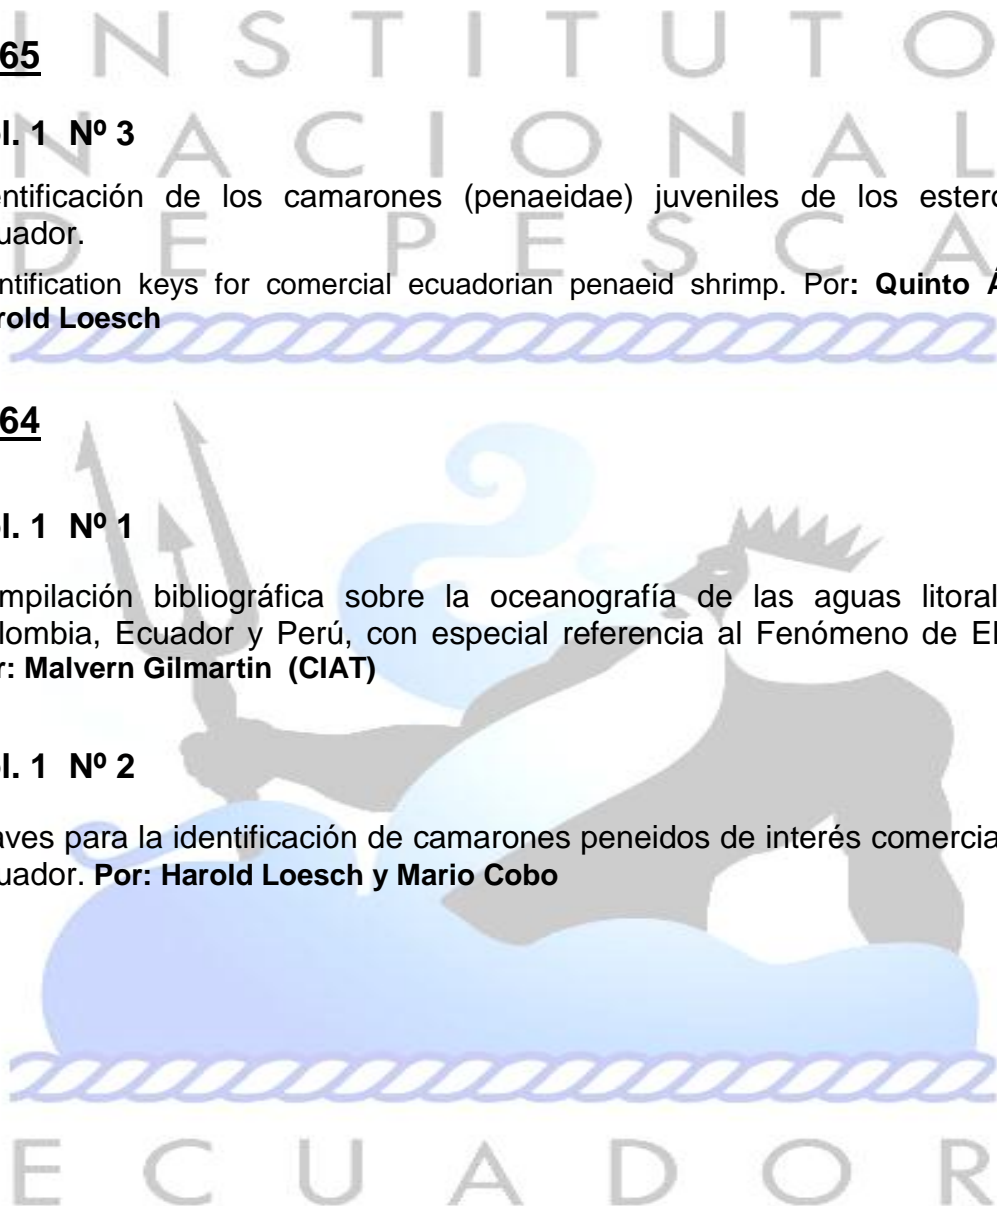 INSTITUTO
65
l. 1 Nº 3
NACIONAL
entificación de los camarones (penaeidae) juveniles de los estero
uador.
DE PESCA
ntification keys for comercial ecuadorian penaeid shrimp. Por: Quinto Á
rold Loesch
64
l. 1 Nº 1
mpilación bibliográfica sobre la oceanografía de las aguas litoral
lombia, Ecuador y Perú, con especial referencia al Fenómeno de El
r: Malvern Gilmartin (CIAT)
l. 1 Nº 2
aves para la identificación de camarones peneidos de interés comercia
uador. Por: Harold Loesch y Mario Cobo
ECUADOR